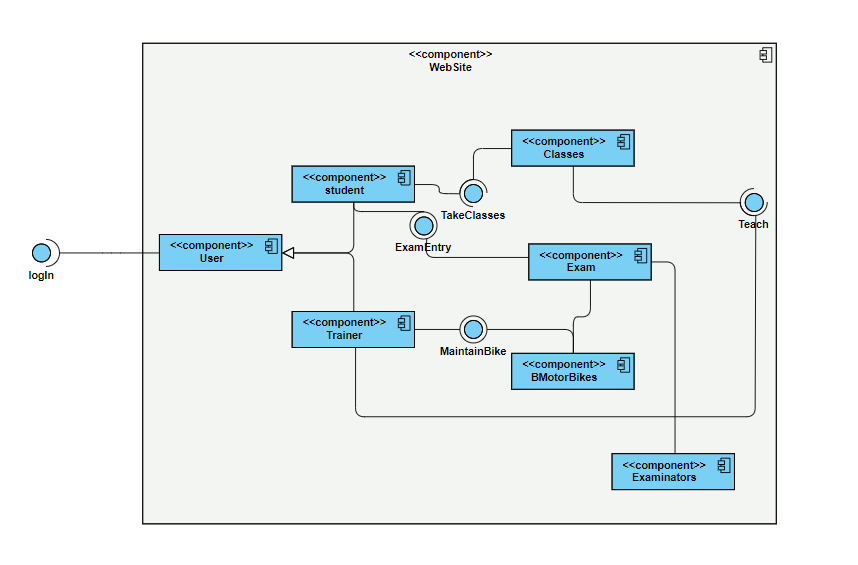 <<component>>
WebSite
<<component>>
Classes
<<component>>
student
TakeClasses
Teach
<<component>>
User
ExamEntry
<<component>>
Exam
logIn
<<component>>
Trainer
MaintainBike
<<component>>
BMotorBikes
<<component>>
Examinators